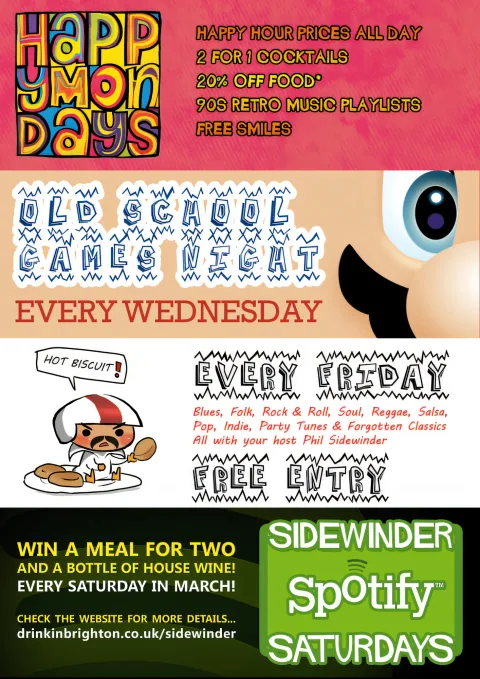 HAPP
YMON
DAYS
HAPPY HOUR PRICES ALL DAY
2 FOR 1 COCKTAILS
20% OFF FOOD*
90S RETRO MUSIC PLAYLISTS
FREE SMILES
OLD SCHOOL
GAMES NIGHT
EVERY WEDNESDAY
HOT BISCUIT!
EVERY FRIDAY
Blues, Folk, Rock & Roll, Soul, Reggae, Salsa,
Pop, Indie, Party Tunes & Forgotten Classics
All with your host Phil Sidewinder
FREE ENTRY
WIN A MEAL FOR TWO
AND A BOTTLE OF HOUSE WINE!
EVERY SATURDAY IN MARCH!
CHECK THE WEBSITE FOR MORE DETAILS...
drinkinbrighton.co.uk/sidewinder
SIDEWINDER
Spotify™
SATURDAYS